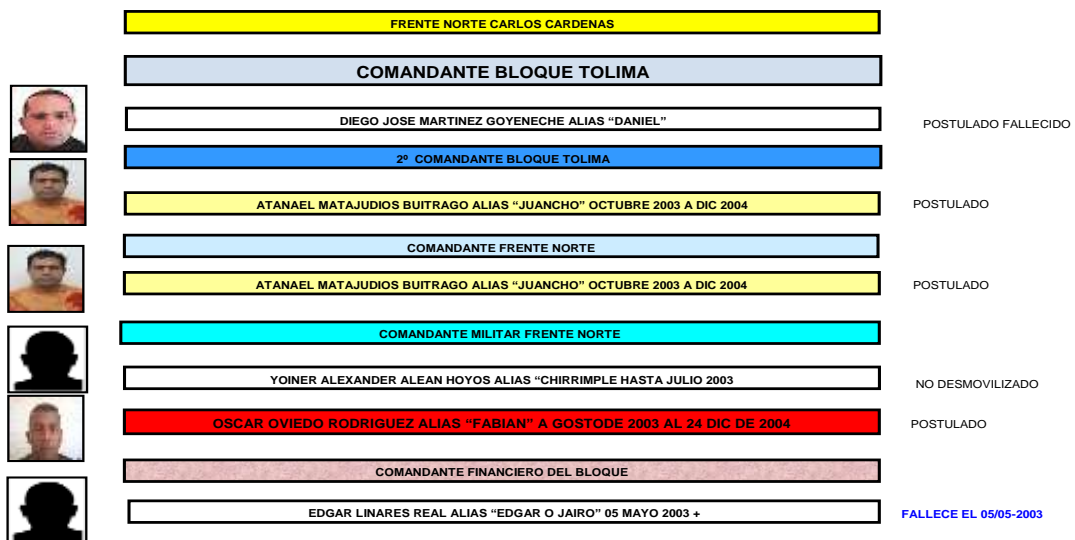 FRENTE NORTE CARLOS CARDENAS
COMANDANTE BLOQUE TOLIMA
DIEGO JOSE MARTINEZ GOYENECHE ALIAS “DANIEL” POSTULADO FALLECIDO
2º COMANDANTE BLOQUE TOLIMA
ATANAEL MATAJUDIOS BUITRAGO ALIAS “JUANCHO” OCTUBRE 2003 A DIC 2004 POSTULADO
COMANDANTE FRENTE NORTE
ATANAEL MATAJUDIOS BUITRAGO ALIAS “JUANCHO” OCTUBRE 2003 A DIC 2004 POSTULADO
COMANDANTE MILITAR FRENTE NORTE
YOINER ALEXANDER ALEAN HOYOS ALIAS “CHIRRIMPLE HASTA JULIO 2003 NO DESMOVILIZADO
OSCAR OVIEDO RODRIGUEZ ALIAS “FABIAN” A GOSTODE 2003 AL 24 DIC DE 2004 POSTULADO
COMANDANTE FINANCIERO DEL BLOQUE
EDGAR LINARES REAL ALIAS “EDGAR O JAIRO” 05 MAYO 2003 + FALLECE EL 05/05-2003